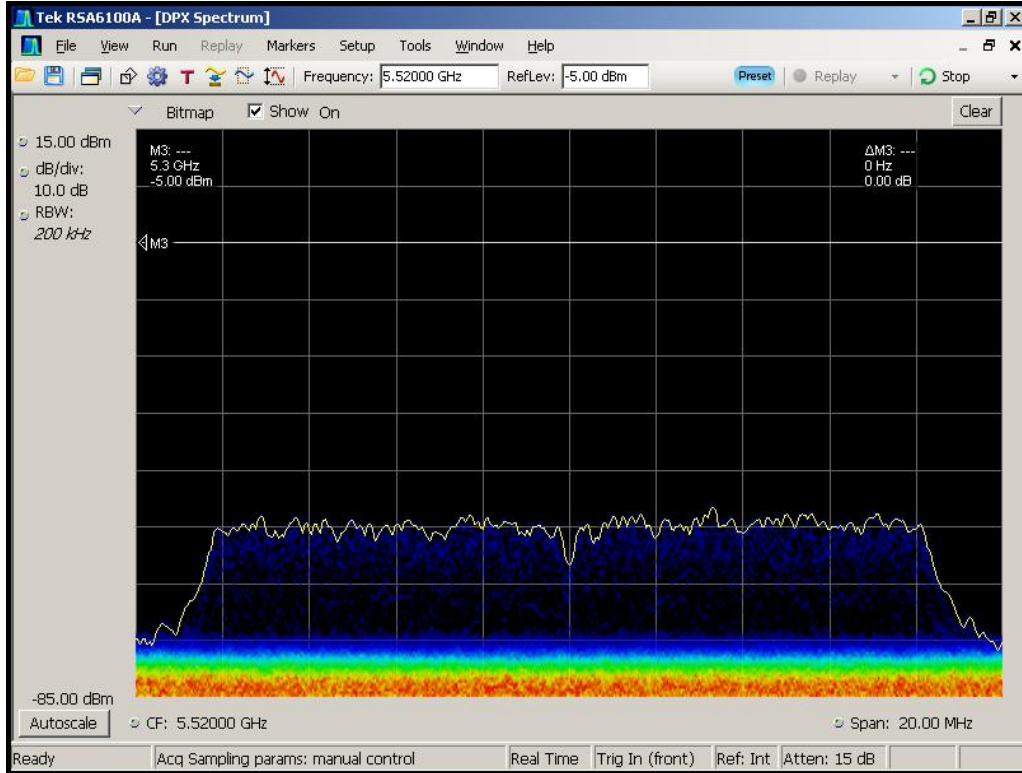 Tek RSA6100A - [DPX Spectrum]
File View Run Replay Markers Setup Tools Window Help
T Frequency: 5.52000 GHz RefLev: -5.00 dBm Preset Replay Stop
Bitmap Show On Clear
15.00 dBm
dB/div:
10.0 dB
RBW:
200 kHz
M3: ---
5.3 GHz
-5.00 dBm
ΔM3: ---
0 Hz
0.00 dB
M3
-85.00 dBm
Autoscale CF: 5.52000 GHz Span: 20.00 MHz
Ready Acq Sampling params: manual control Real Time Trig In (front) Ref: Int Atten: 15 dB